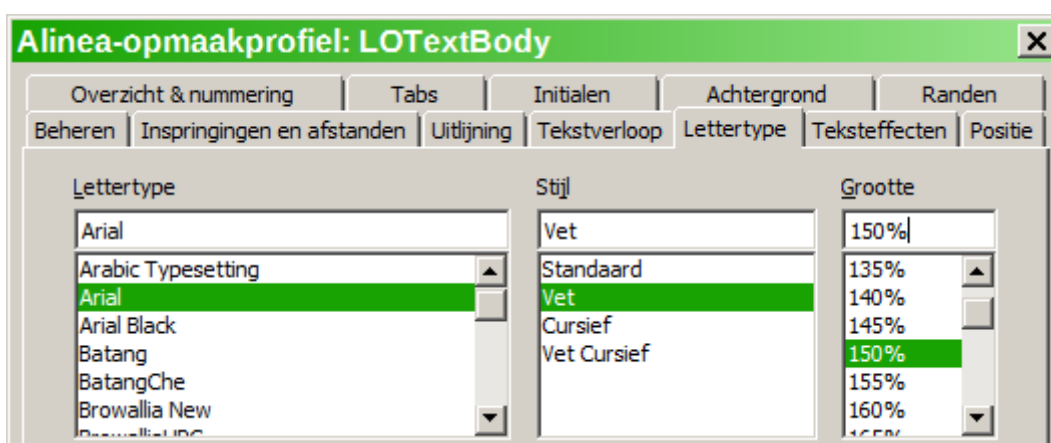 Alinea-opmaakprofiel: LOTextBody
Overzicht & nummering Tabs Initialen Achtergrond Randen
Beheren Inspringingen en afstanden Uitlijning Tekstverloop Lettertype Teksteffecten Positie
Lettertype Stijl Grootte
Arial Vet 150%
Arabic Typesetting Standaard 135%
Arial Vet 140%
Arial Black Cursief 145%
Batang Vet Cursief 150%
BatangChe 155%
Browallia New 160%
BrowalliaUPC 165%